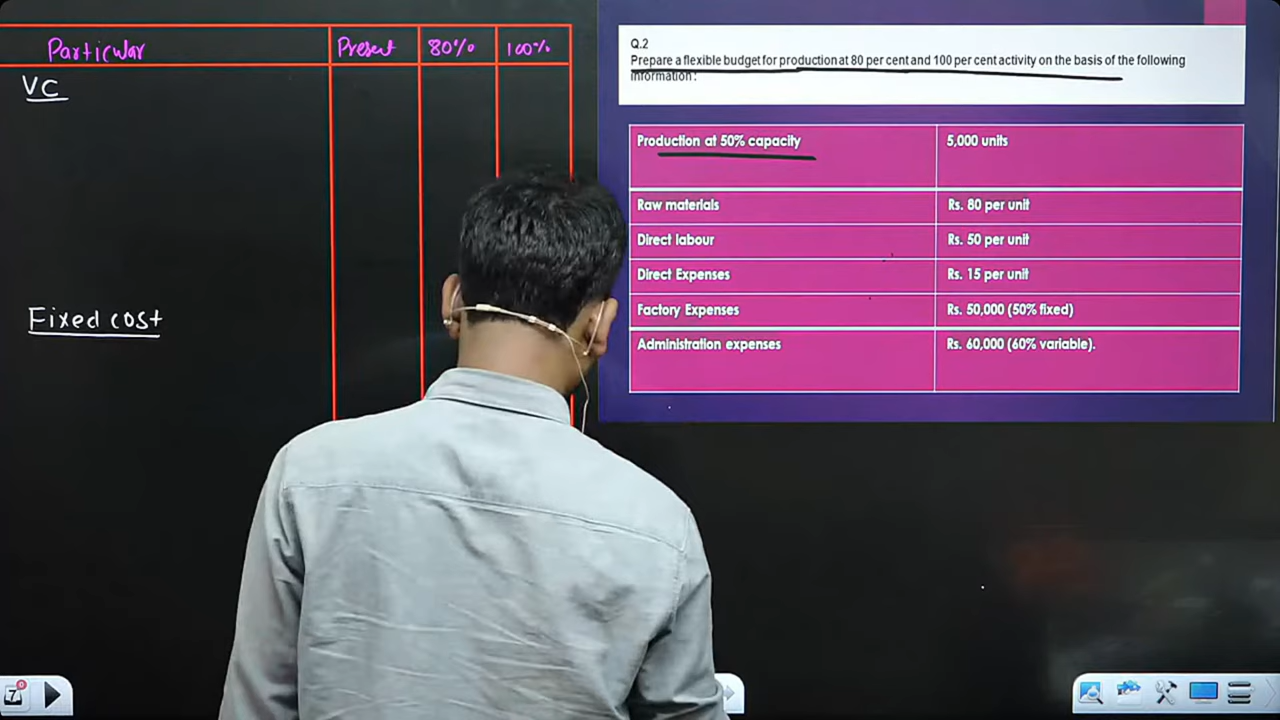 Particular Present 80% 100%
VC
Fixed cost
Q.2
Prepare a flexible budget for production at 80 per cent and 100 per cent activity on the basis of the following
information :
Production at 50% capacity 5,000 units
Raw materials Rs. 80 per unit
Direct labour Rs. 50 per unit
Direct Expenses Rs. 15 per unit
Factory Expenses Rs. 50,000 (50% fixed)
Administration expenses Rs. 60,000 (60% variable).